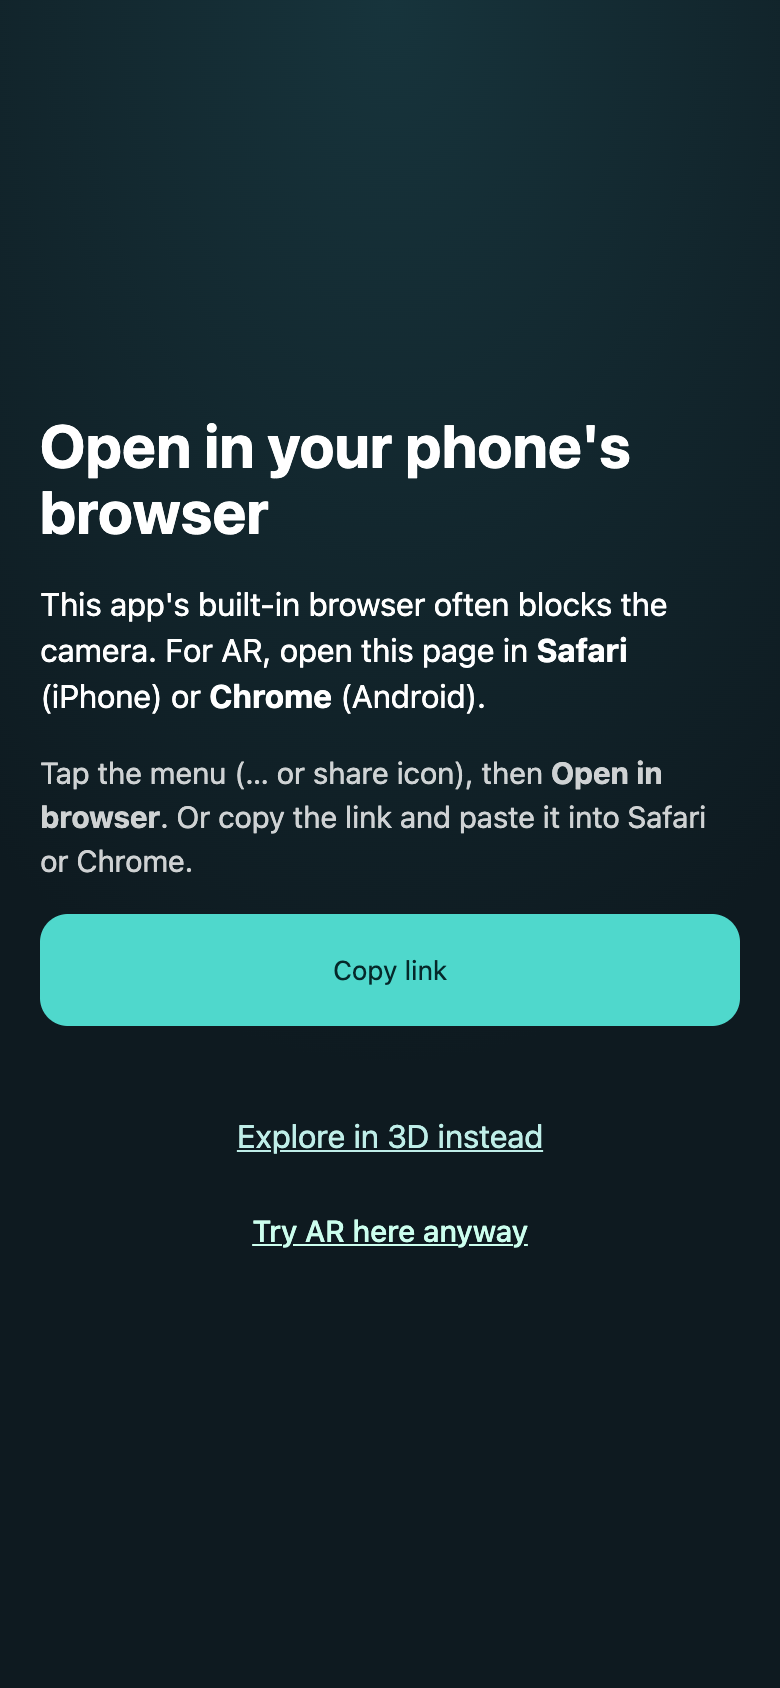 Open in your phone's
browser
This app's built-in browser often blocks the
camera. For AR, open this page in Safari
(iPhone) or Chrome (Android).
Tap the menu (... or share icon), then Open in
browser. Or copy the link and paste it into Safari
or Chrome.
Copy link
Explore in 3D instead
Try AR here anyway